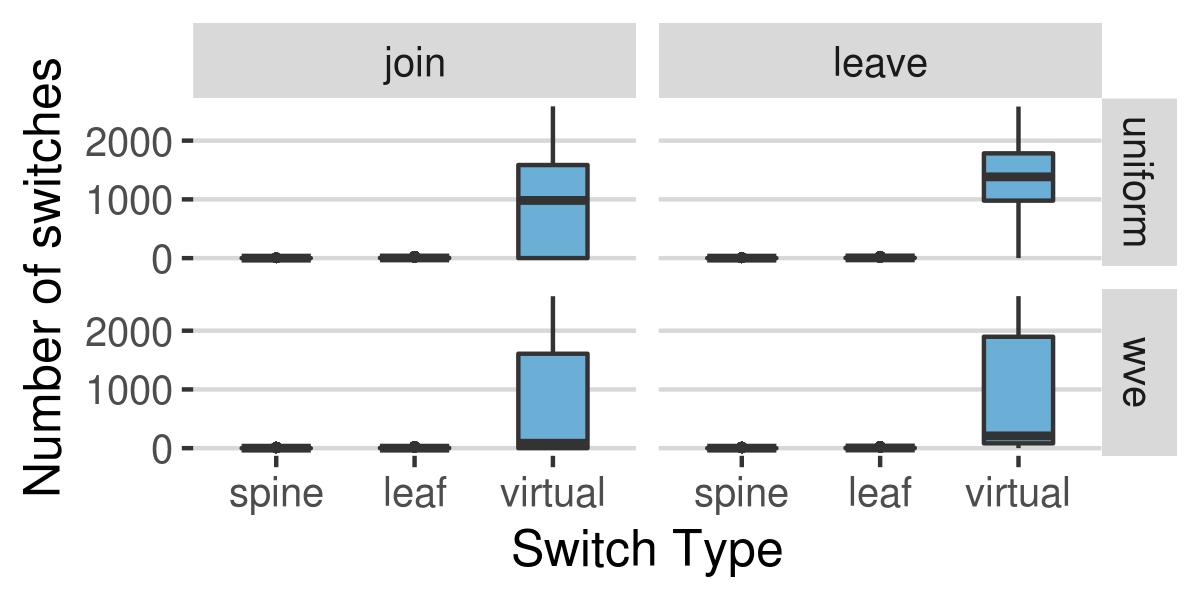 join
leave
Number of switches
2000
1000
0
uniform
2000
1000
0
wve
spine
leaf
virtual
spine
leaf
virtual
Switch Type